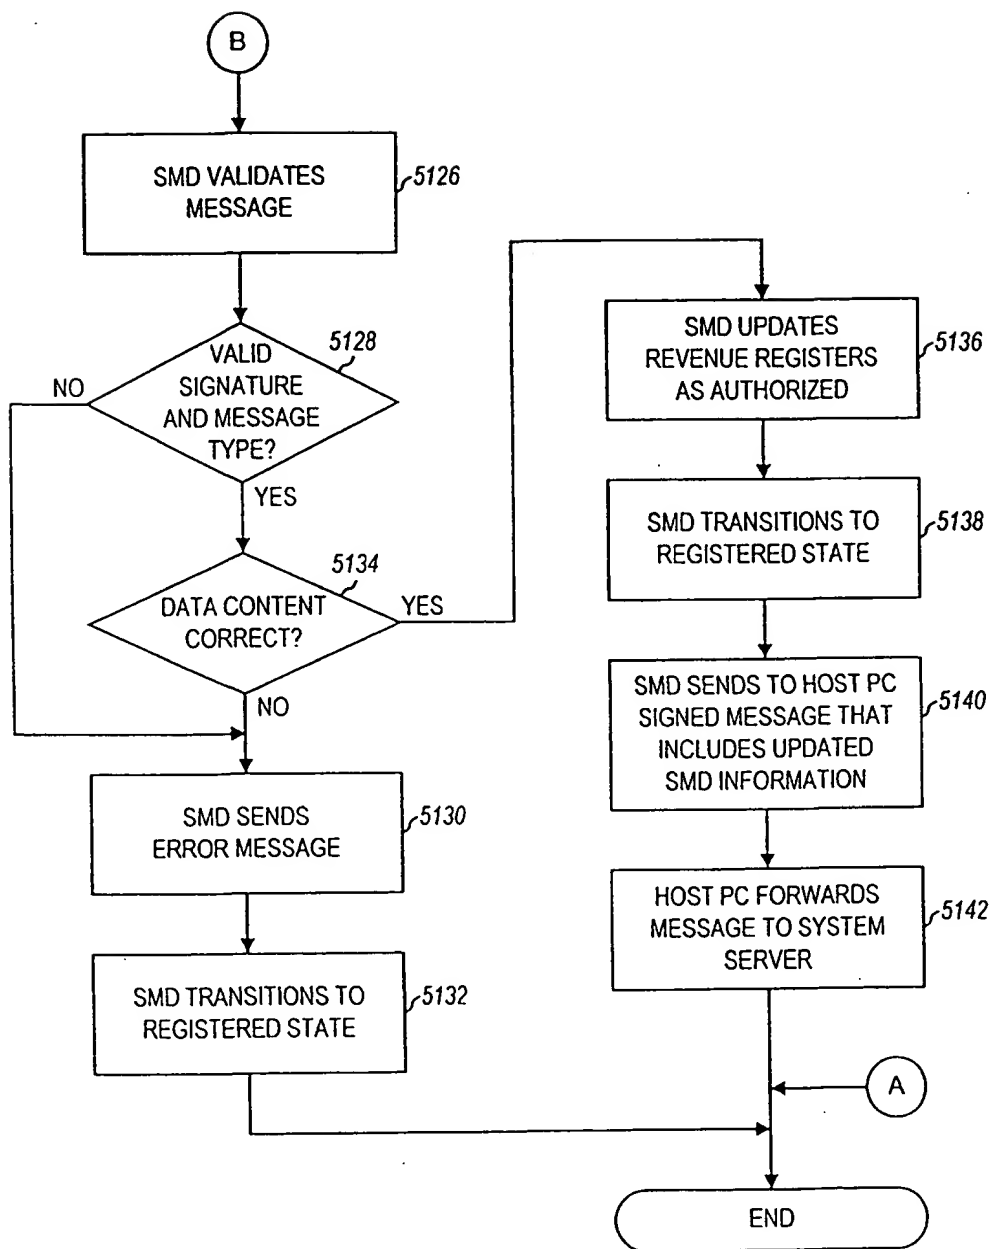 B
SMD VALIDATES
MESSAGE
5126
VALID
SIGNATURE
AND MESSAGE
TYPE?
5128
NO
YES
DATA CONTENT
CORRECT?
5134
YES
NO
SMD SENDS
ERROR MESSAGE
5130
SMD TRANSITIONS TO
REGISTERED STATE
5132
SMD UPDATES
REVENUE REGISTERS
AS AUTHORIZED
5136
SMD TRANSITIONS TO
REGISTERED STATE
5138
SMD SENDS TO HOST PC
SIGNED MESSAGE THAT
INCLUDES UPDATED
SMD INFORMATION
5140
HOST PC FORWARDS
MESSAGE TO SYSTEM
SERVER
5142
A
END